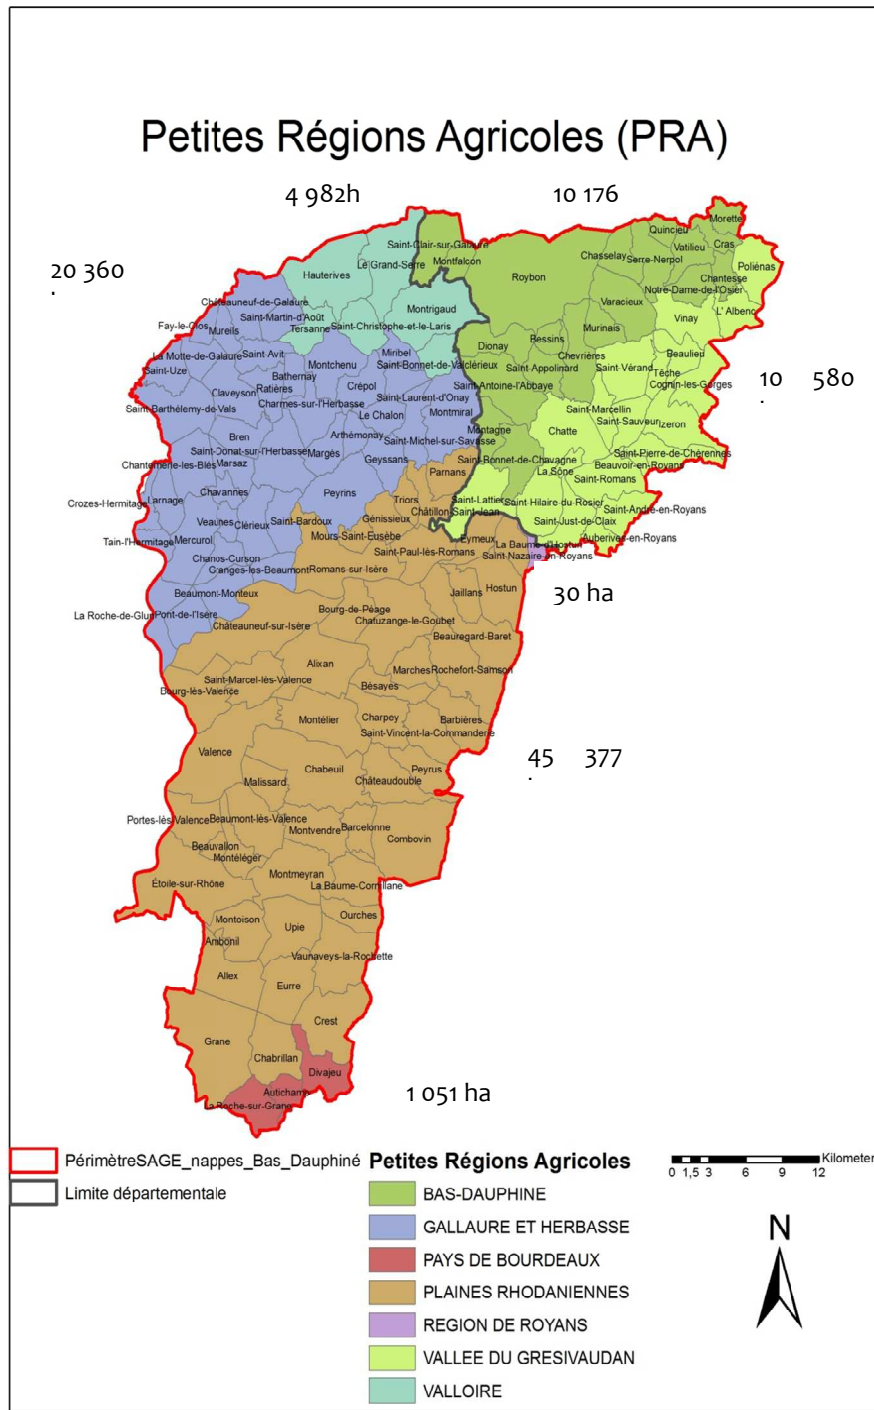 Petites Régions Agricoles (PRA)
4 982h
10 176
20 360
.
Morette
Quincieu
Saint-Clair-sur-Galaure
Vatilieu
Cras
Chasselay
Serre-Nerpol
Montfalcon
Le Grand-Serre
Poliénas
Hauterives
Roybon
Chantesse
Notre-Dame-de-l'Osier
Châteauneuf-de-Galaure
Varacieux
Montrigaud
L' Albenc
Saint-Martin-d'Août
Vinay
Fay-le-Clos
Mureils
Tersanne
Saint-Christophe-et-le-Laris
Murinais
Bessins
Dionay
Miribel
Beaulieu
La Motte-de-Galaure
Saint-Avit
Chevrières
Montchenu
Saint-Bonnet-de-Valclérieux
Saint-Appolinard
Saint-Vérand
Têche
Saint-Uze
Bathernay
Crépol
Saint-Antoine-l'Abbaye
Cognin-les-Gorges
10 580
.
Claveyson
Ratières
Charmes-sur-l'Herbasse
Saint-Laurent-d'Onay
Saint-Barthélemy-de-Vals
Le Chalon
Montmiral
Saint-Marcellin
Saint-Sauveur
Izeron
Bren
Arthémonay
Saint-Michel-sur-Savasse
Montagne
Chatte
Saint-Donat-sur-l'Herbasse
Margès
Saint-Pierre-de-Chérennes
Chantemerle-les-Blés
Marsaz
Geyssans
Saint-Bonnet-de-Chavagne
Beauvoir-en-Royans
Parnans
La Sône
Saint-Romans
Crozes-Hermitage
Larnage
Chavannes
Peyrins
Triors
Saint-Lattier
Saint-Hilaire du Rosier
Châtillon-Saint-Jean
Saint-André-en-Royans
Veaunes
Clérieux
Saint-Bardoux
Génissieux
Saint-Just-de-Claix
Tain-l'Hermitage
Mercurol
Mours-Saint-Eusèbe
Eymeux
Auberives-en-Royans
La Baume-d'Hostun
Saint-Paul-lès-Romans
Saint Nazaire-en-Royans
Chanos-Curson
Granges-les-Beaumont
Romans-sur-Isère
Hostun
30 ha
Beaumont-Monteux
Jaillans
Bourg-de-Péage
La Roche-de-Glun
Pont-de-l'Isère
Châteauneuf-sur-Isère
Chatuzange-le-Goubet
Beauregard-Baret
Alixan
Marches
Rochefort-Samson
Saint-Marcel-lès-Valence
Bésayes
Bourg-lès-Valence
Montélier
Charpey
Barbières
Saint-Vincent-la-Commanderie
Valence
45 377
.
Chabeuil
Peyrus
Malissard
Châteaudouble
Portes-lès-Valence
Beaumont-lès-Valence
Montvendre
Barcelonne
Combovin
Beauvallon
Montéléger
Montmeyran
Étoile-sur-Rhône
La Baume-Cornillane
Montoison
Ourches
Upie
Ambonil
Vaunaveys-la-Rochette
Allex
Eurre
Crest
Grane
Chabrillan
Divajeu
Autichamp
1 051 ha
La Roche-sur-Grane
PérimètreSAGE_nappes_Bas_Dauphiné
Limite départementale
Petites Régions Agricoles
BAS-DAUPHINE
GALLAURE ET HERBASSE
PAYS DE BOURDEAUX
PLAINES RHODANIENNES
REGION DE ROYANS
VALLEE DU GRESIVAUDAN
VALLOIRE
Kilometer
0 1,5 3 6 9 12
N